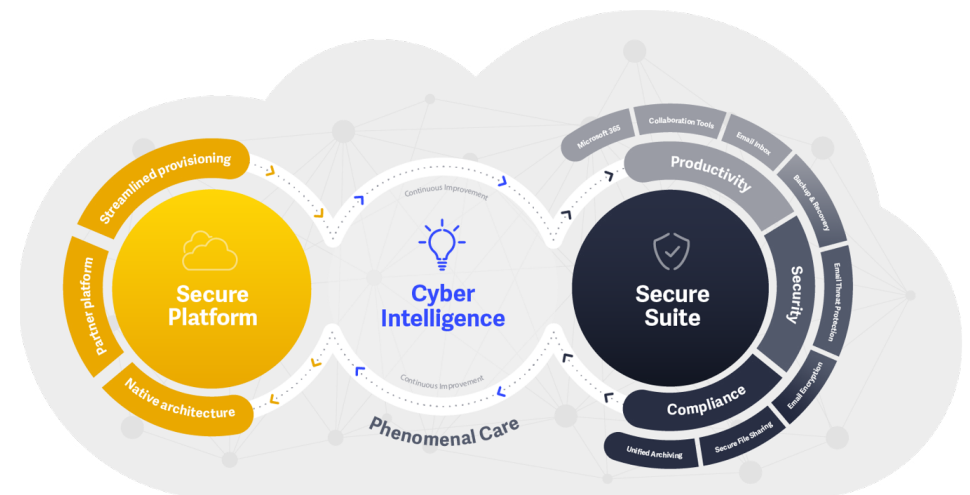 Streamlined provisioning
Partner platform
Native architecture
Secure
Platform
Continuous Improvement
Cyber
Intelligence
Continuous Improvement
Phenomenal Care
Secure
Suite
Productivity
Security
Compliance
Microsoft 365
Collaboration Tools
Email Inbox
Backup & Recovery
Email Threat Protection
Email Encryption
Secure File Sharing
Unified Archiving